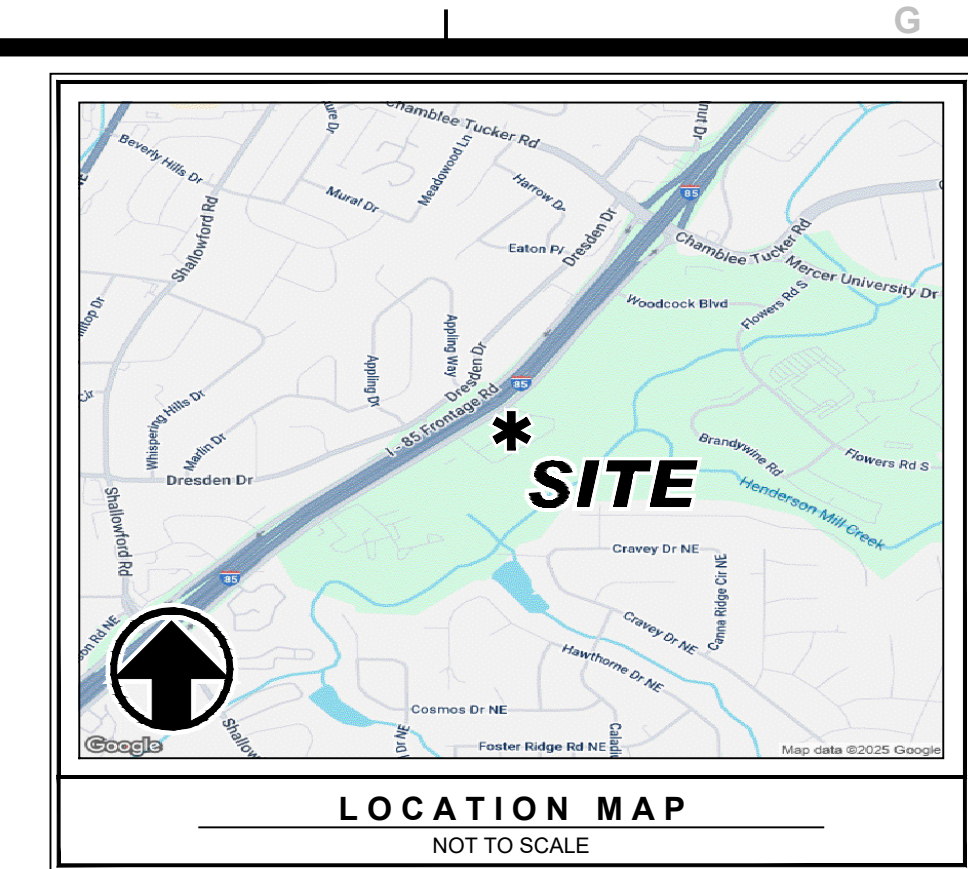 G
Chamblee Tucker Rd
Beverly Hills Dr
Meadowood Ln
Mural Dr
Harrow Dr
Shallowford Rd
Eaton Pl
Dresden Dr
85
Chamblee Tucker Rd
Mercer University Dr
Woodcock Blvd
Flowers Rd S
Appling Way
Appling Dr
Dresden Dr
85
I-85 Frontage Rd
Whispering Hills Dr
Marlin Dr
Dresden Dr
*
SITE
Brandywine Rd
Flowers Rd S
Henderson Mill Creek
Shallowford Rd
Cravey Dr NE
85
Canna Ridge Cir NE
Cravey Dr NE
Hawthorne Dr NE
Cosmos Dr NE
Foster Ridge Rd NE
Google
Map data ©2025 Google
LOCATION MAP
NOT TO SCALE